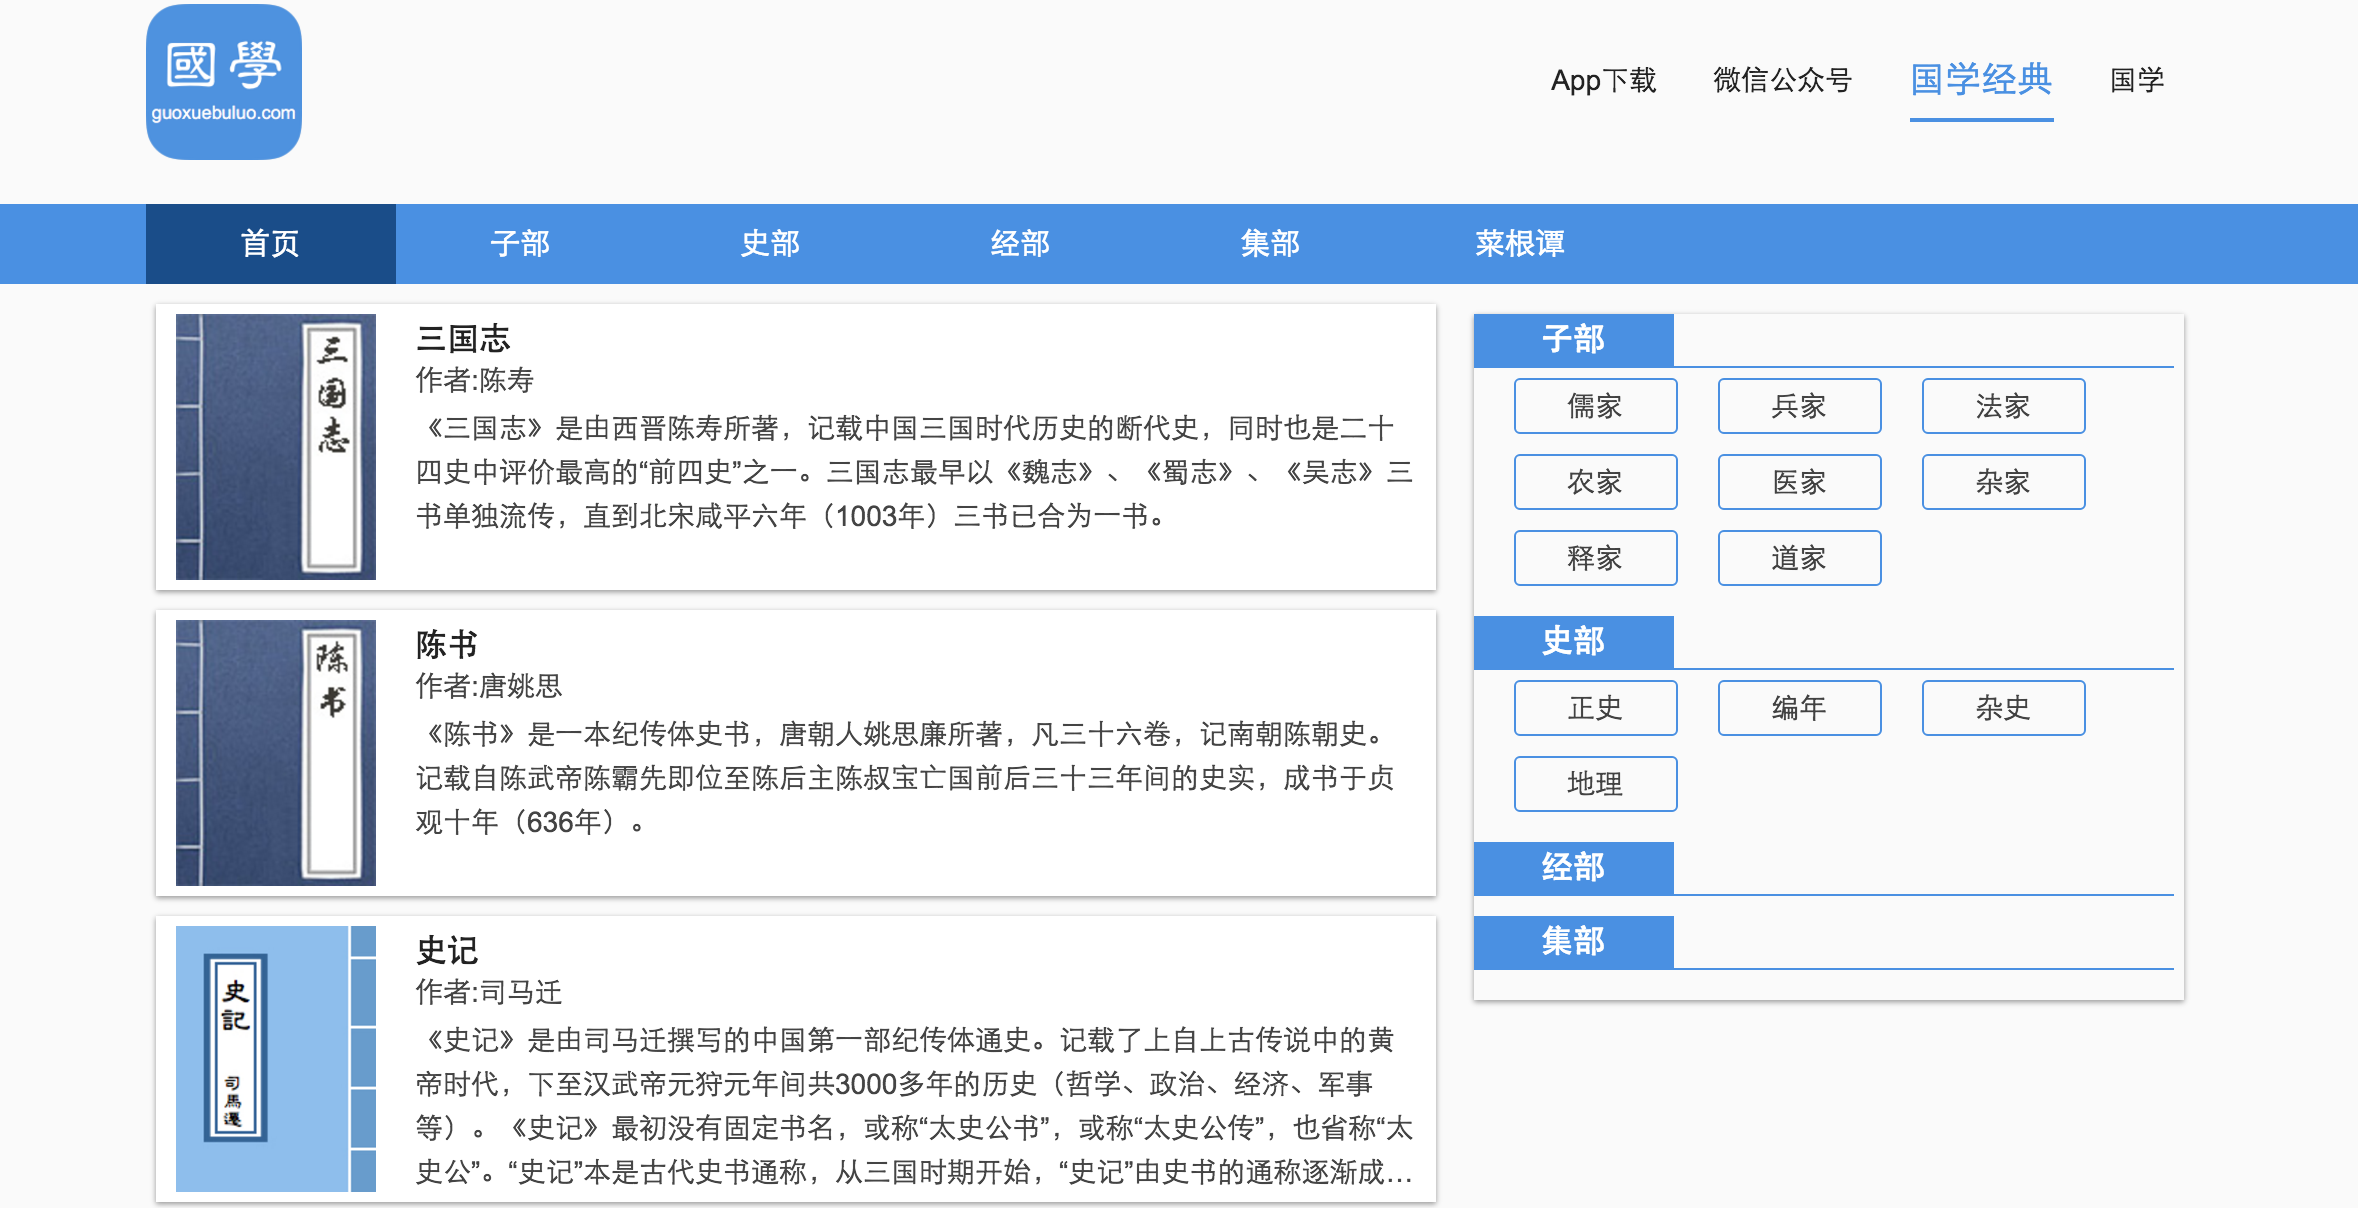 國學
guoxuebuluo.com
App下载
微信公众号
国学经典
国学
首页
子部
史部
经部
集部
菜根谭
三国志
三国志
作者:陈寿
《三国志》是由西晋陈寿所著，记载中国三国时代历史的断代史，同时也是二十
四史中评价最高的“前四史”之一。三国志最早以《魏志》、《蜀志》、《吴志》三
书单独流传，直到北宋咸平六年（1003年）三书已合为一书。
陈书
陈书
作者:唐姚思
《陈书》是一本纪传体史书，唐朝人姚思廉所著，凡三十六卷，记南朝陈朝史。
记载自陈武帝陈霸先即位至陈后主陈叔宝亡国前后三十三年间的史实，成书于贞
观十年（636年）。
史記
司馬遷
史记
作者:司马迁
《史记》是由司马迁撰写的中国第一部纪传体通史。记载了上自上古传说中的黄
帝时代，下至汉武帝元狩元年间共3000多年的历史（哲学、政治、经济、军事
等）。《史记》最初没有固定书名，或称“太史公书”，或称“太史公传”，也省称“太
史公”。“史记”本是古代史书通称，从三国时期开始，“史记”由史书的通称逐渐成...
子部
儒家
兵家
法家
农家
医家
杂家
释家
道家
史部
正史
编年
杂史
地理
经部
集部